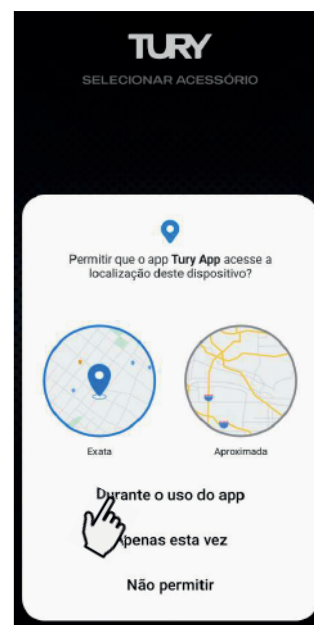 TURY
SELECIONAR ACESSÓRIO
Permitir que o app Tury App acesse a
localização deste dispositivo?
Exata
Aproximada
Durante o uso do app
Apenas esta vez
Não permitir